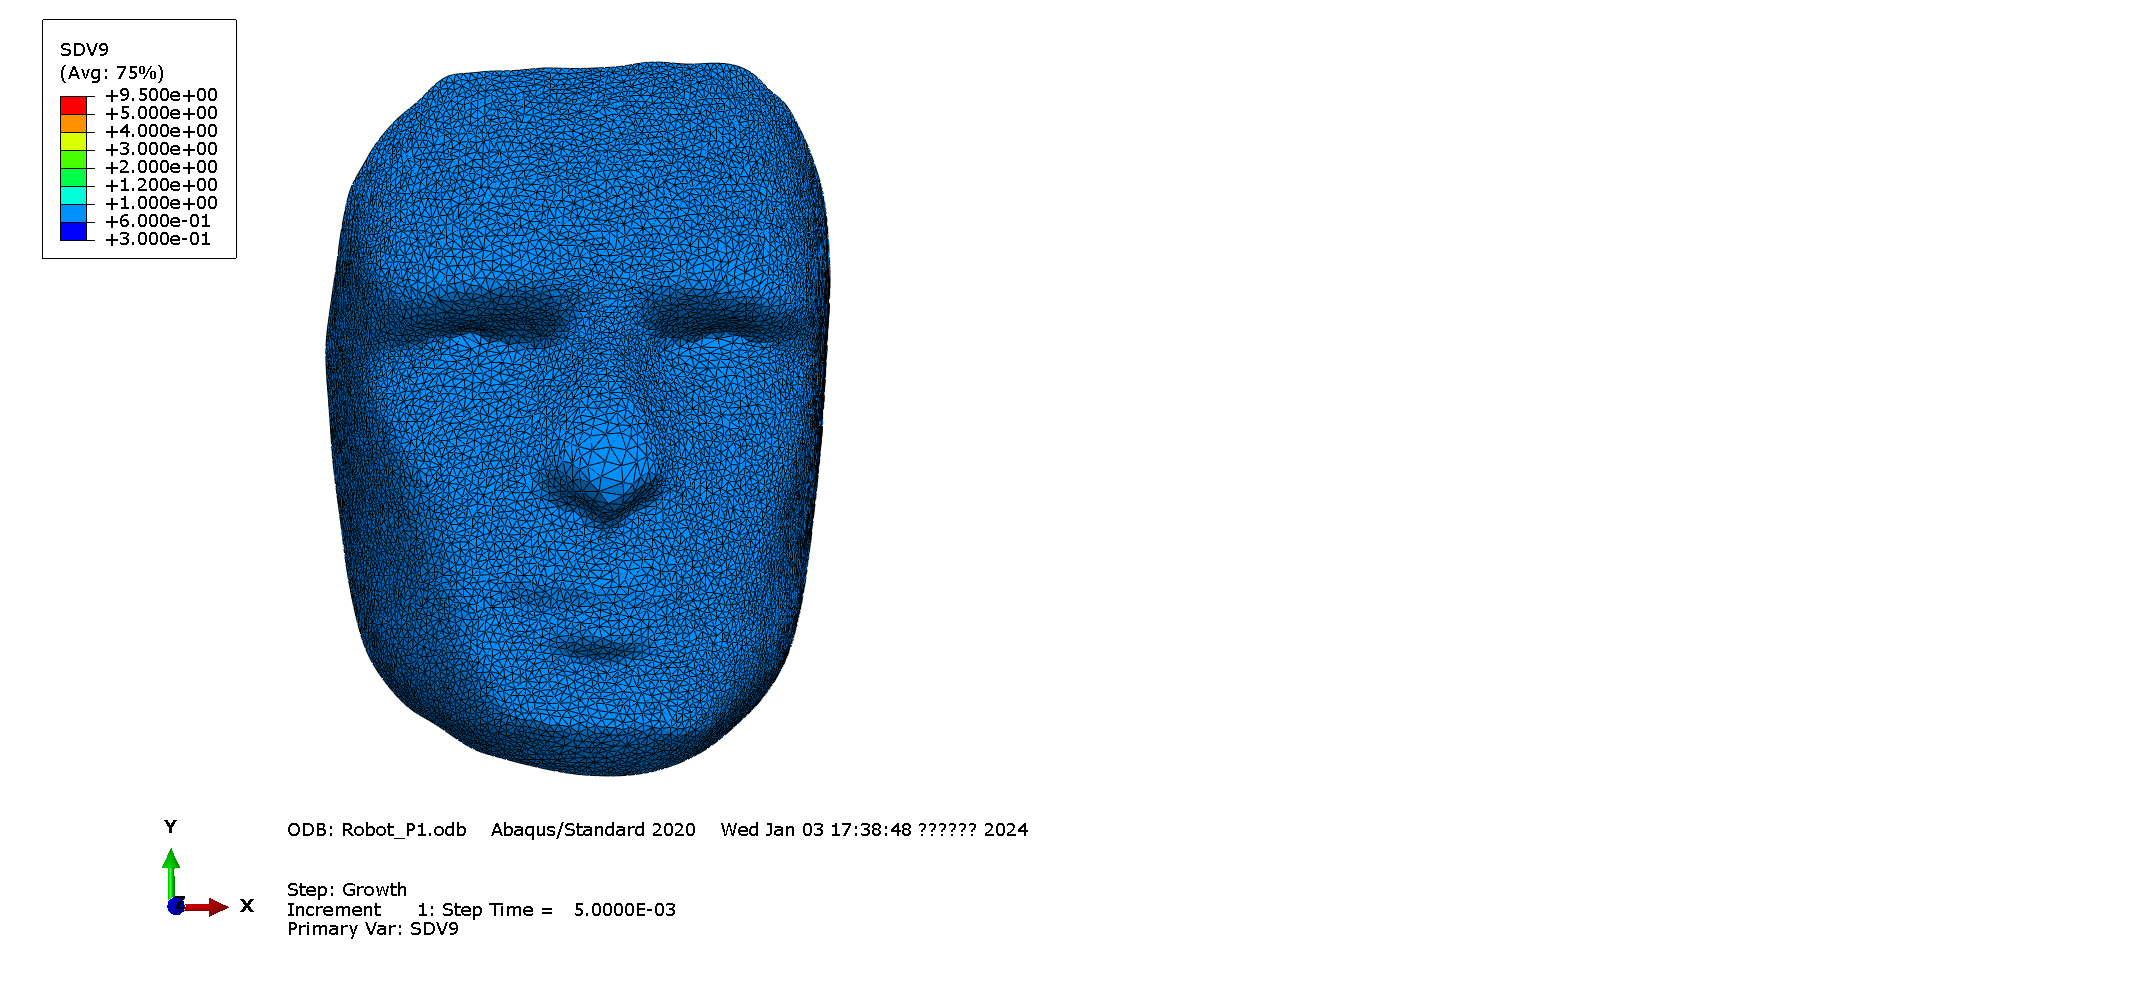 SDV9
(Avg: 75%)
+9.500e+00
+5.000e+00
+4.000e+00
+3.000e+00
+2.000e+00
+1.200e+00
+1.000e+00
+6.000e-01
+3.000e-01
Y
Z
X
ODB: Robot_P1.odb Abaqus/Standard 2020 Wed Jan 03 17:38:48 ?????? 2024
Step: Growth
Increment 1: Step Time = 5.0000E-03
Primary Var: SDV9